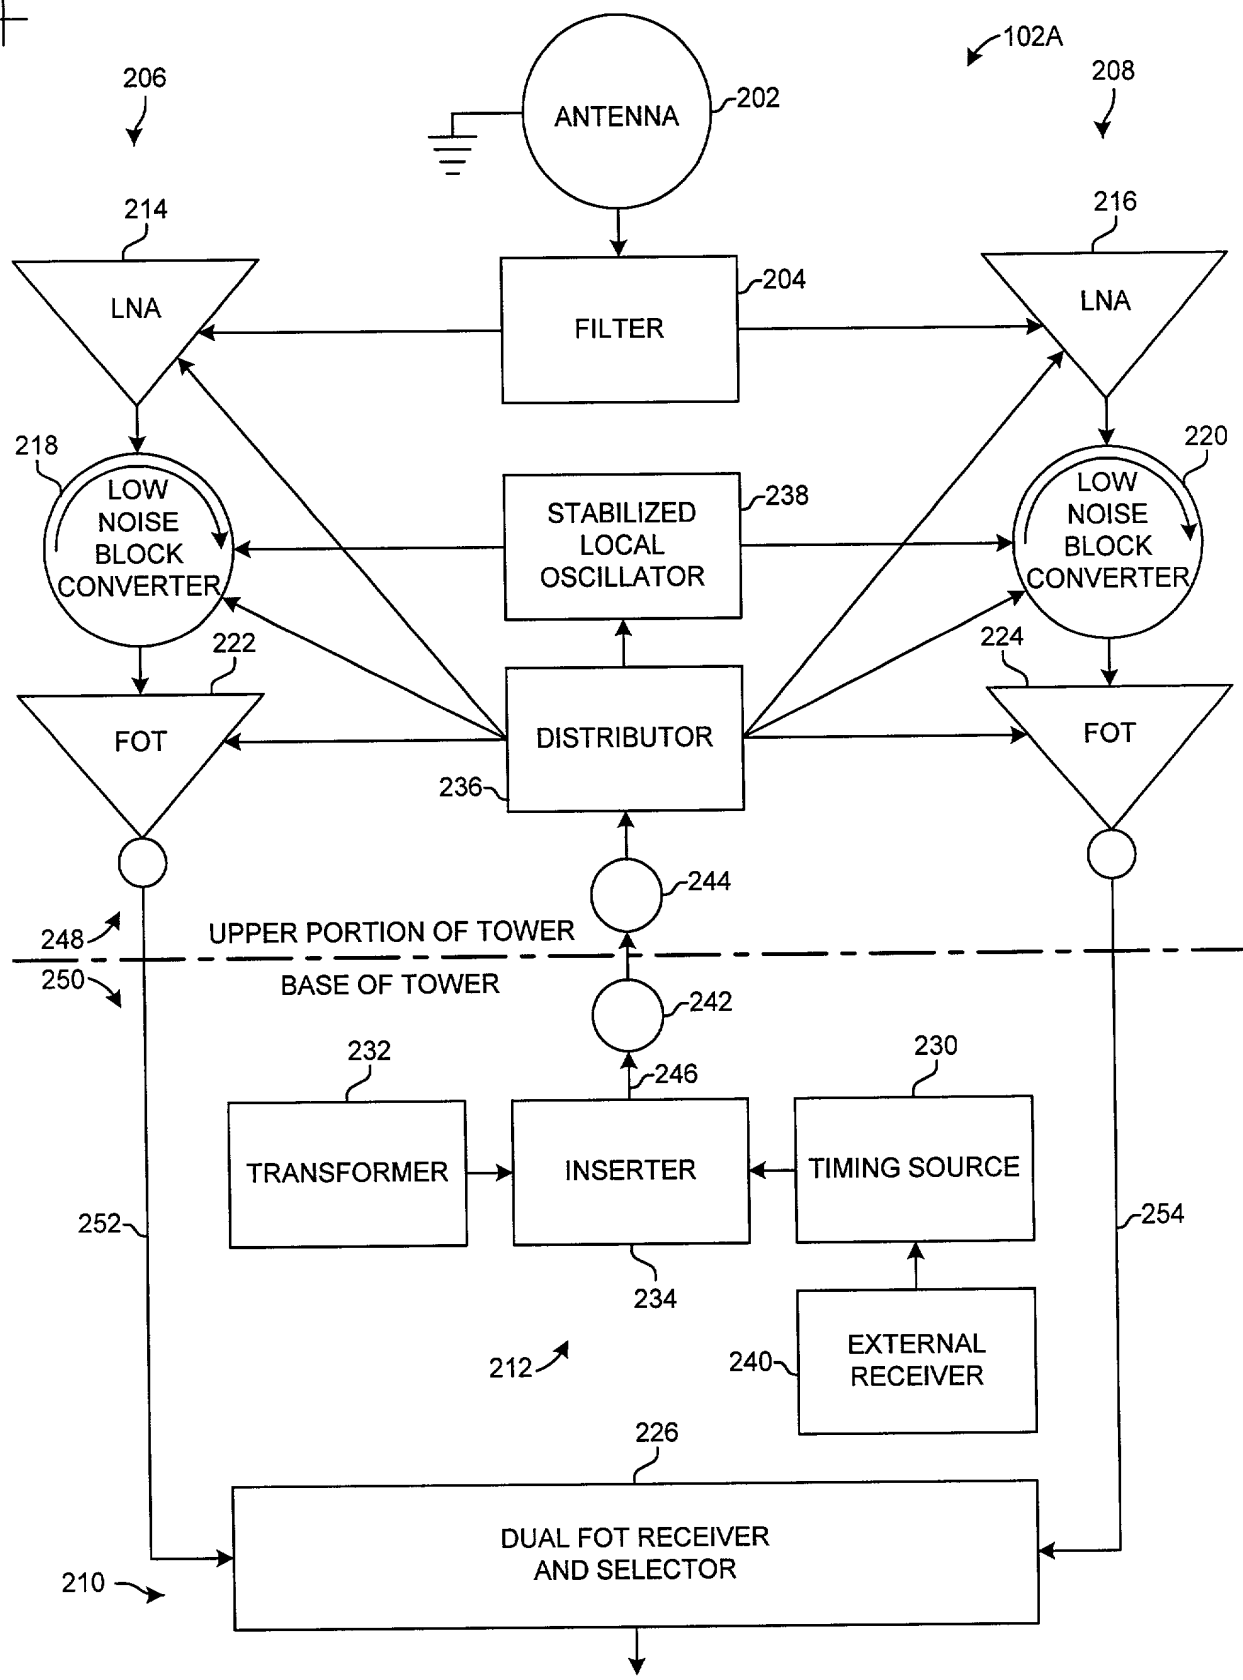 102A
206
208
ANTENNA
202
214
216
LNA
FILTER
204
LNA
218
LOW
NOISE
BLOCK
CONVERTER
STABILIZED
LOCAL
OSCILLATOR
238
220
LOW
NOISE
BLOCK
CONVERTER
222
224
FOT
DISTRIBUTOR
236
FOT
244
248
UPPER PORTION OF TOWER
250
BASE OF TOWER
242
232
246
230
TRANSFORMER
INSERTER
TIMING SOURCE
252
254
234
212
240
EXTERNAL
RECEIVER
226
DUAL FOT RECEIVER
AND SELECTOR
210